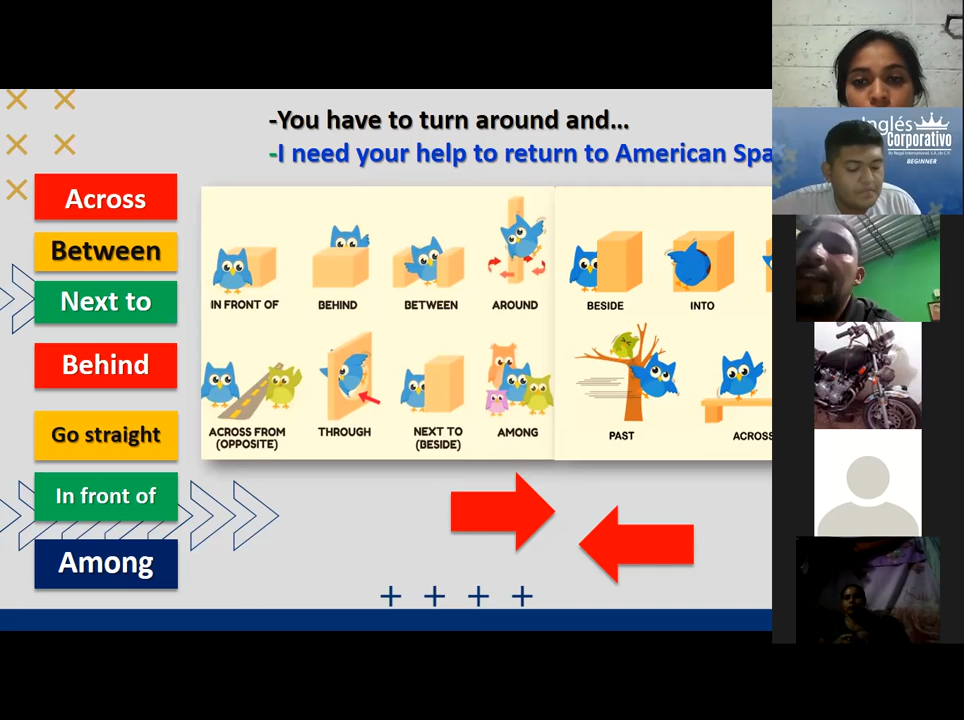 -You have to turn around and...
-I need your help to return to American Spa
Across
Between
Next to
Behind
Go straight
In front of
Among
IN FRONT OF
BEHIND
BETWEEN
AROUND
BESIDE
INTO
ACROSS FROM
(OPPOSITE)
THROUGH
NEXT TO
(BESIDE)
AMONG
PAST
ACROSS
Inglés
Corporativo
BEGINNER